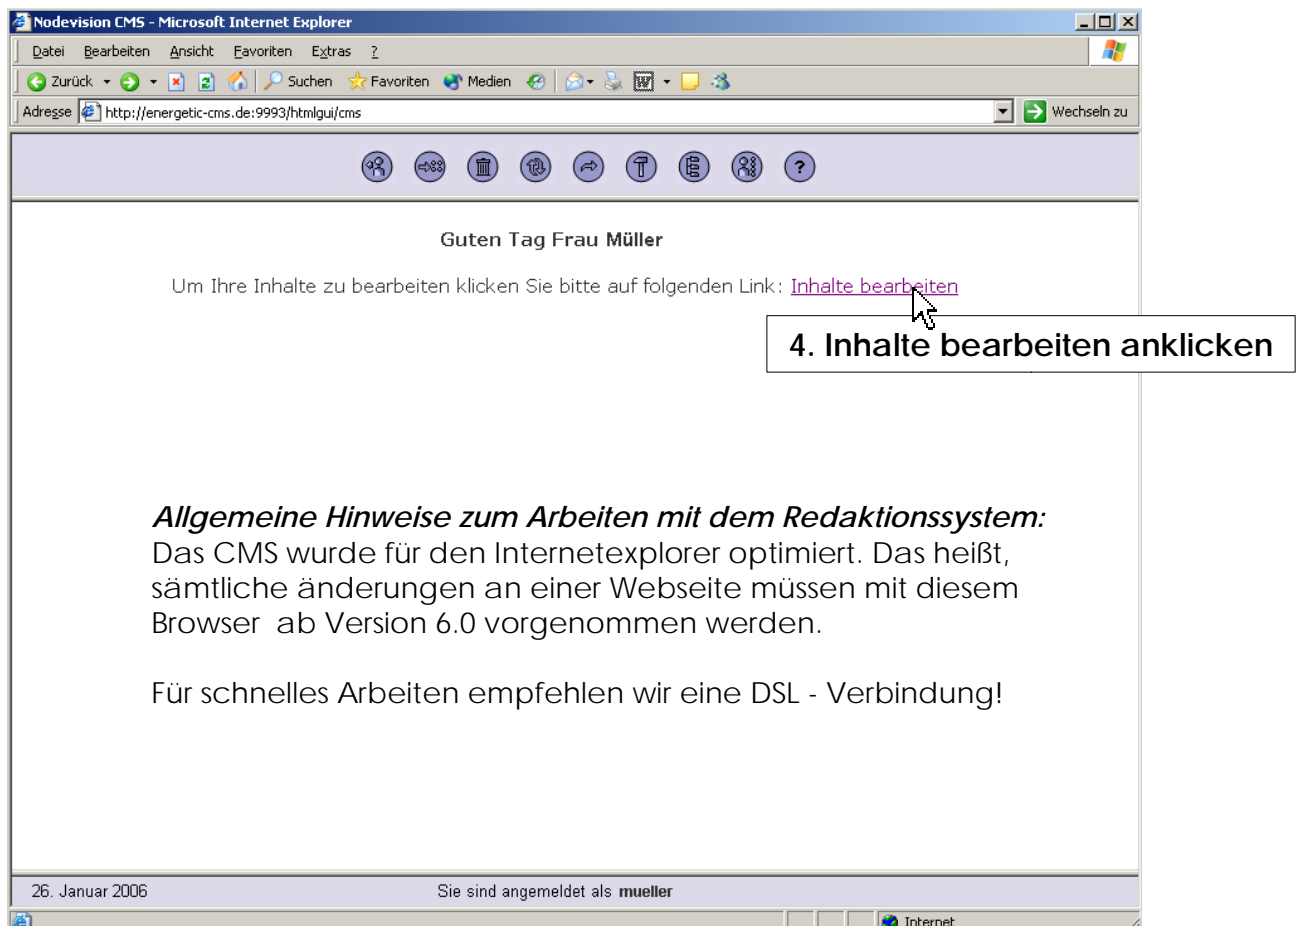 Nodevision CMS - Microsoft Internet Explorer
Datei Bearbeiten Ansicht Favoriten Extras ?
Zurück Suchen Favoriten Medien
Adresse http://energetic-cms.de:9993/htmlgui/cms Wechseln zu
Guten Tag Frau Müller
Um Ihre Inhalte zu bearbeiten klicken Sie bitte auf folgenden Link: Inhalte bearbeiten
4. Inhalte bearbeiten anklicken
Allgemeine Hinweise zum Arbeiten mit dem Redaktionssystem:
Das CMS wurde für den Internetexplorer optimiert. Das heißt,
sämtliche änderungen an einer Webseite müssen mit diesem
Browser ab Version 6.0 vorgenommen werden.
Für schnelles Arbeiten empfehlen wir eine DSL - Verbindung!
26. Januar 2006 Sie sind angemeldet als mueller
Internet